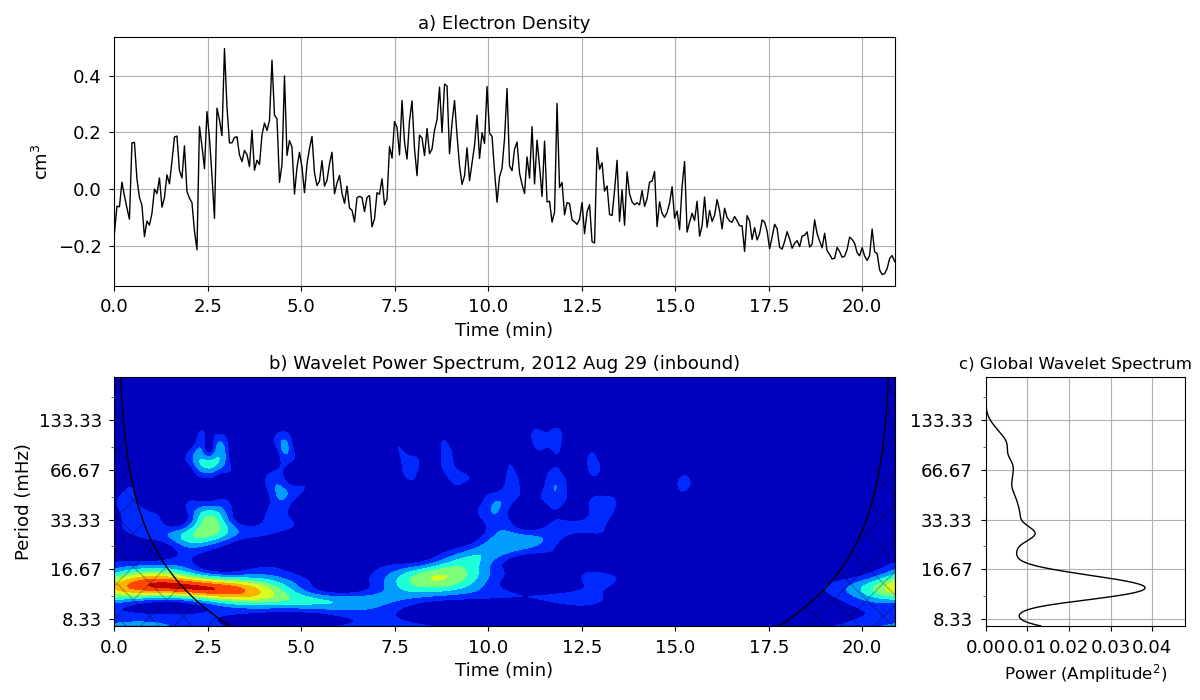 a) Electron Density
cm³
0.4
0.2
0.0
−0.2
0.0 2.5 5.0 7.5 10.0 12.5 15.0 17.5 20.0
Time (min)
b) Wavelet Power Spectrum, 2012 Aug 29 (inbound)
Period (mHz)
133.33
66.67
33.33
16.67
8.33
0.0 2.5 5.0 7.5 10.0 12.5 15.0 17.5 20.0
Time (min)
c) Global Wavelet Spectrum
133.33
66.67
33.33
16.67
8.33
0.00 0.01 0.02 0.03 0.04
Power (Amplitude²)